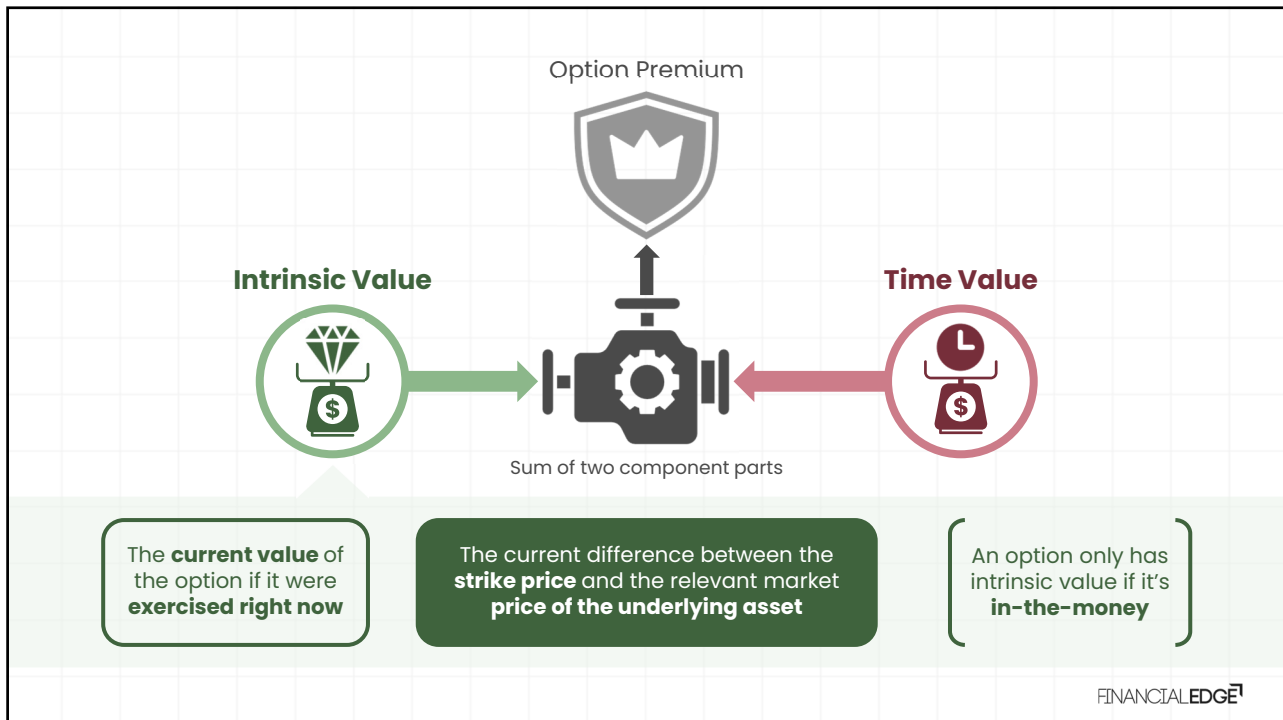 Option Premium
Intrinsic Value
Time Value
$
$
Sum of two component parts
The current value of
the option if it were
exercised right now
The current difference between the
strike price and the relevant market
price of the underlying asset
An option only has
intrinsic value if it's
in-the-money
FINANCIALEDGE